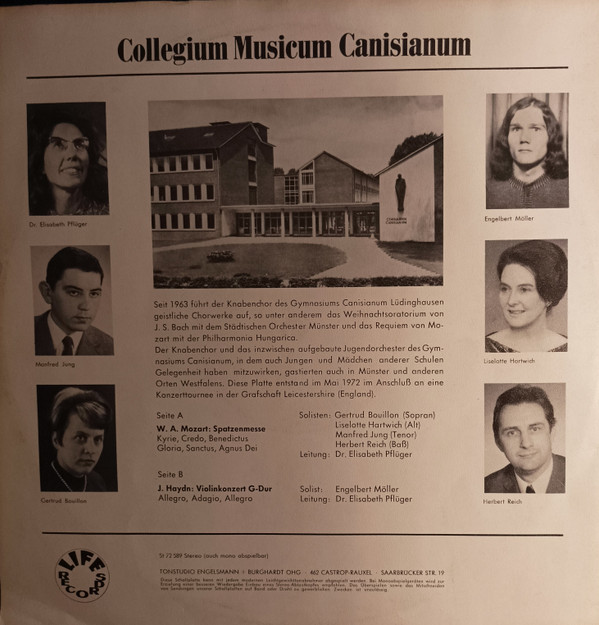 Collegium Musicum Canisianum
Dr. Elisabeth Pflüger
Engelbert Möller
Manfred Jung
Liselotte Hartwich
Gertrud Bouillon
Herbert Reich
Seit 1963 führt der Knabenchor des Gymnasiums Canisianum Lüdinghausen
geistliche Chorwerke auf, so unter anderem das Weihnachtsoratorium von
J. S. Bach mit dem Städtischen Orchester Münster und das Requiem von Mo-
zart mit der Philharmonia Hungarica.
Der Knabenchor und das inzwischen aufgebaute Jugendorchester des Gym-
nasiums Canisianum, in dem auch Jungen und Mädchen anderer Schulen
Gelegenheit haben mitzuwirken, gastierten auch in Münster und anderen
Orten Westfalens. Diese Platte entstand im Mai 1972 im Anschluß an eine
Konzerttournee in der Grafschaft Leicestershire (England).
Seite A
W. A. Mozart: Spatzenmesse
Kyrie, Credo, Benedictus
Gloria, Sanctus, Agnus Dei
Solisten: Gertrud Bouillon (Sopran)
Liselotte Hartwich (Alt)
Manfred Jung (Tenor)
Herbert Reich (Baß)
Leitung: Dr. Elisabeth Pflüger
Seite B
J. Haydn: Violinkonzert G-Dur
Allegro, Adagio, Allegro
Solist: Engelbert Möller
Leitung: Dr. Elisabeth Pflüger
LIFE RECORDS
St 12 589 Stereo (auch mono abspielbar)
TONSTUDIO ENGELSMANN + BURGHARDT OHG · 462 CASTROP-RAUXEL · SAARBRÜCKER STR. 19